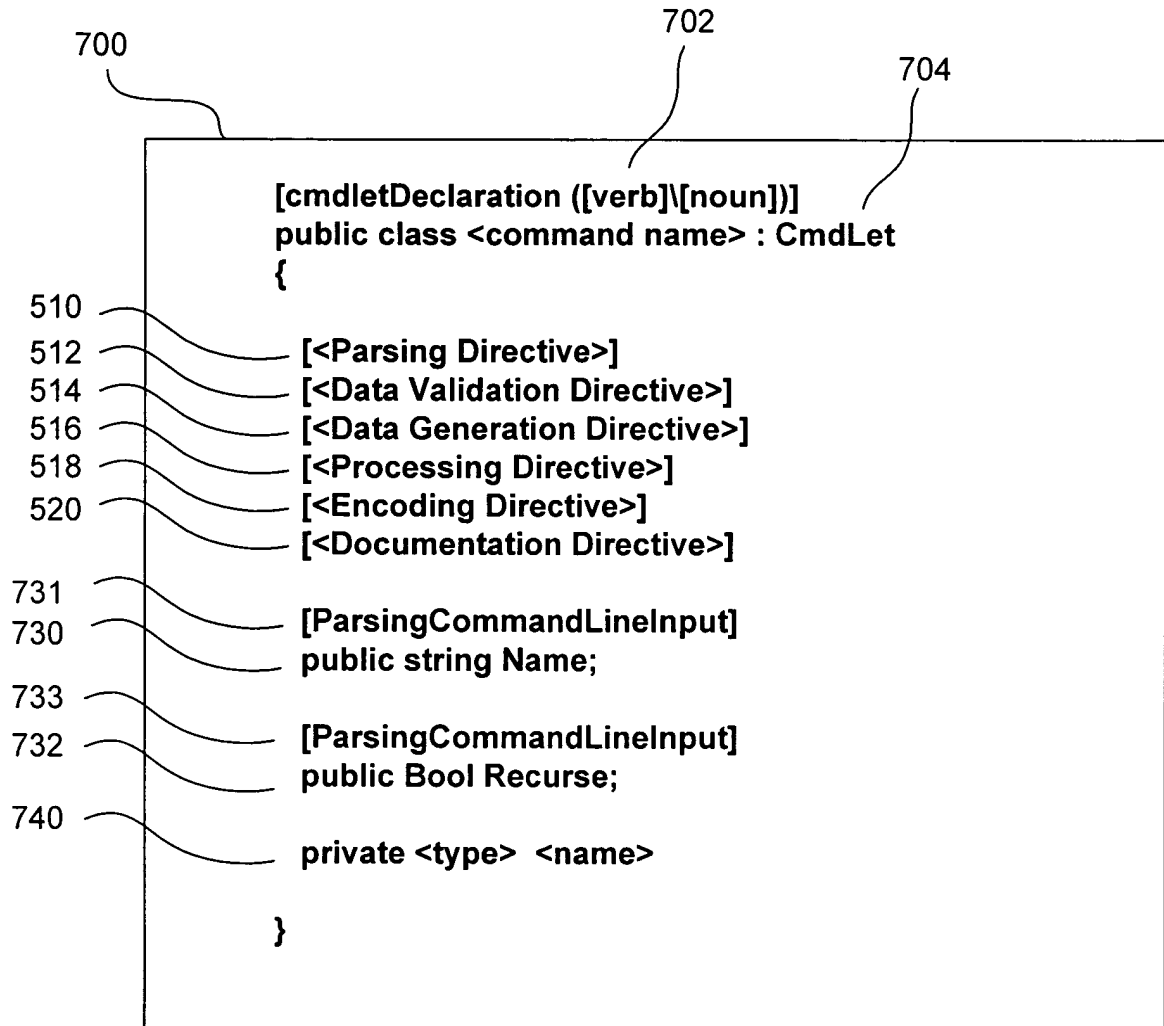 702
700
704
[cmdletDeclaration ([verb]\[noun])]
public class <command name> : CmdLet
{
510
[<Parsing Directive>]
512
[<Data Validation Directive>]
514
[<Data Generation Directive>]
516
[<Processing Directive>]
518
[<Encoding Directive>]
520
[<Documentation Directive>]
731
[ParsingCommandLineInput]
730
public string Name;
733
[ParsingCommandLineInput]
732
public Bool Recurse;
740
private <type> <name>
}